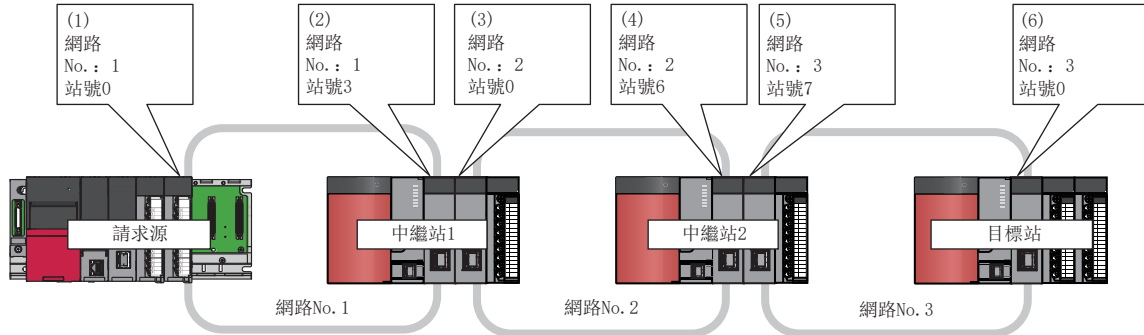 (1)
網路
No.：1
站號0
(2)
網路
No.：1
站號3
(3)
網路
No.：2
站號0
(4)
網路
No.：2
站號6
(5)
網路
No.：3
站號7
(6)
網路
No.：3
站號0
請求源
中繼站1
中繼站2
目標站
網路No.1
網路No.2
網路No.3